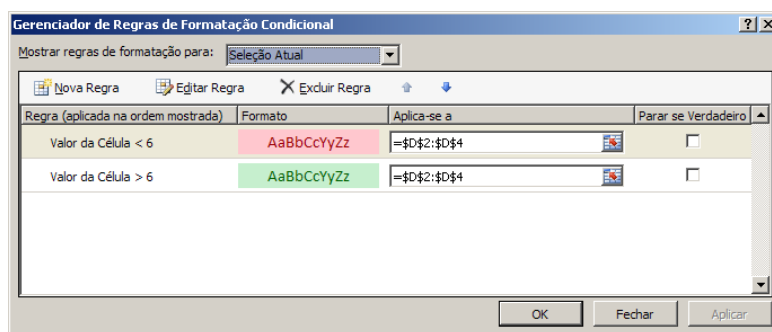 Gerenciador de Regras de Formatação Condicional
Mostrar regras de formatação para: Seleção Atual
Nova Regra Editar Regra Excluir Regra
Regra (aplicada na ordem mostrada) Formato Aplica-se a Parar se Verdadeiro
Valor da Célula < 6 AaBbCcYyZz =$D$2:$D$4
Valor da Célula > 6 AaBbCcYyZz =$D$2:$D$4
OK Fechar Aplicar